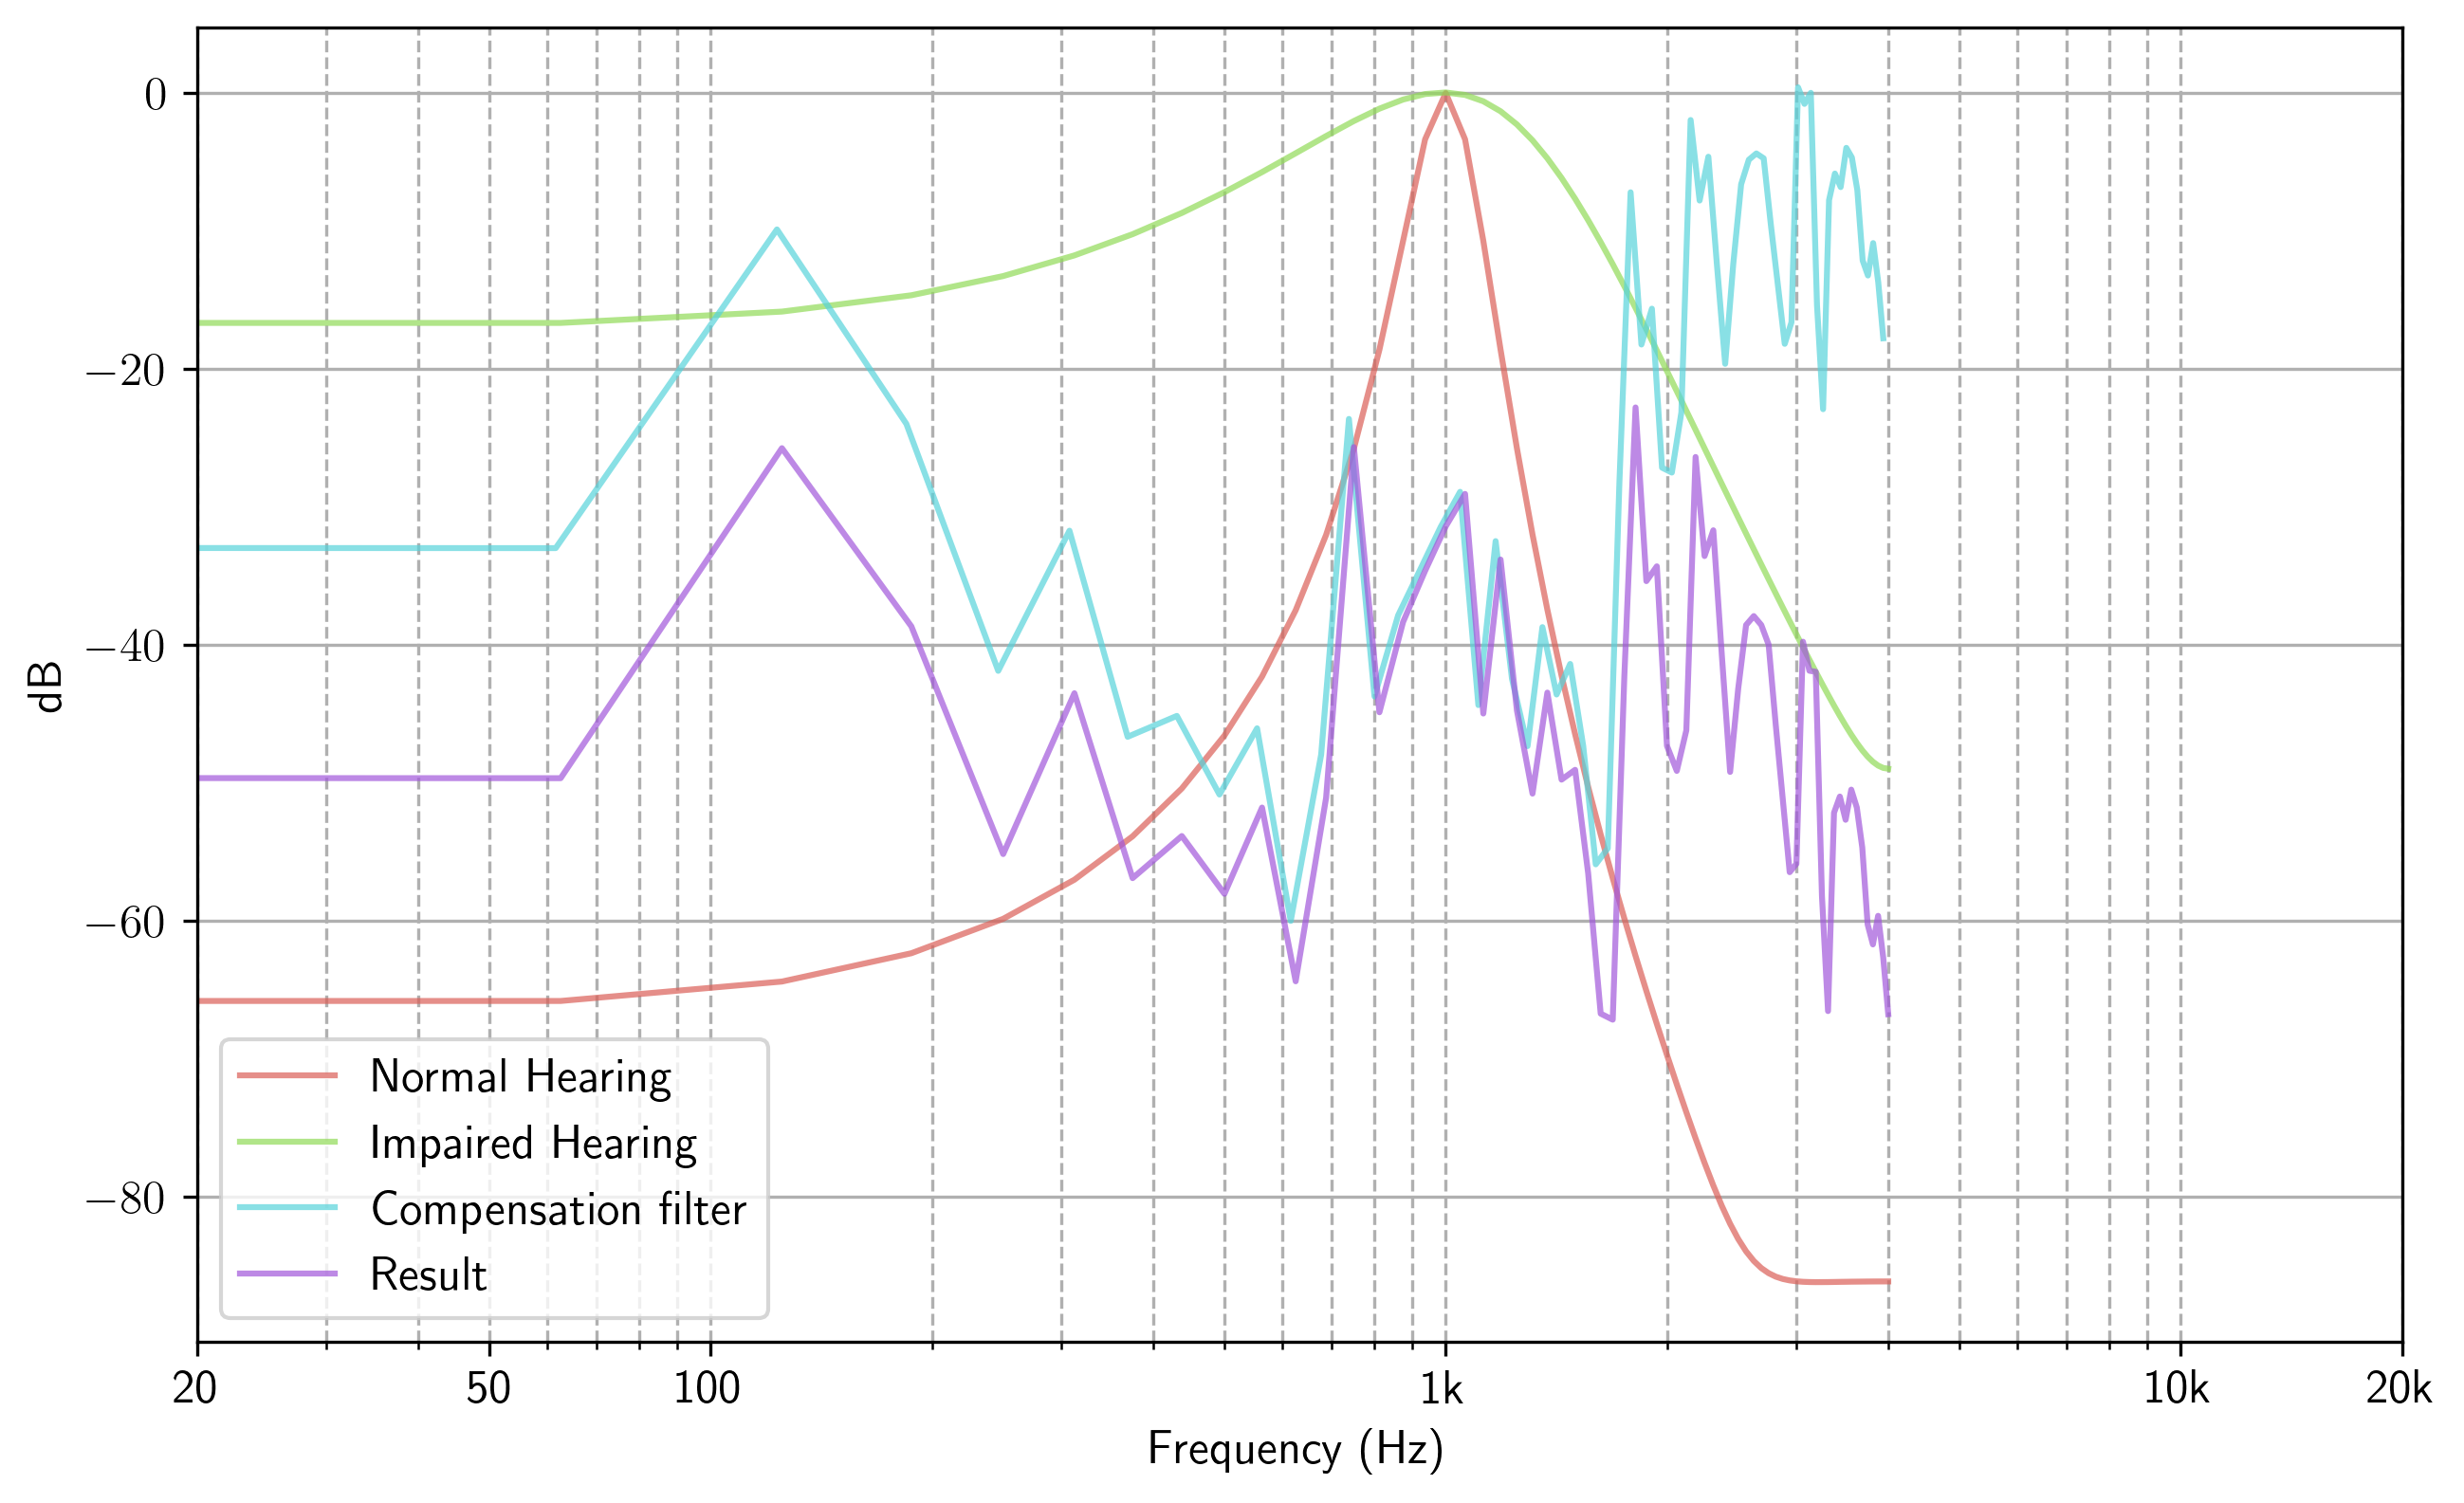 0
−20
−40
−60
−80
dB
Normal Hearing
Impaired Hearing
Compensation filter
Result
20 50 100 1k 10k 20k
Frequency (Hz)